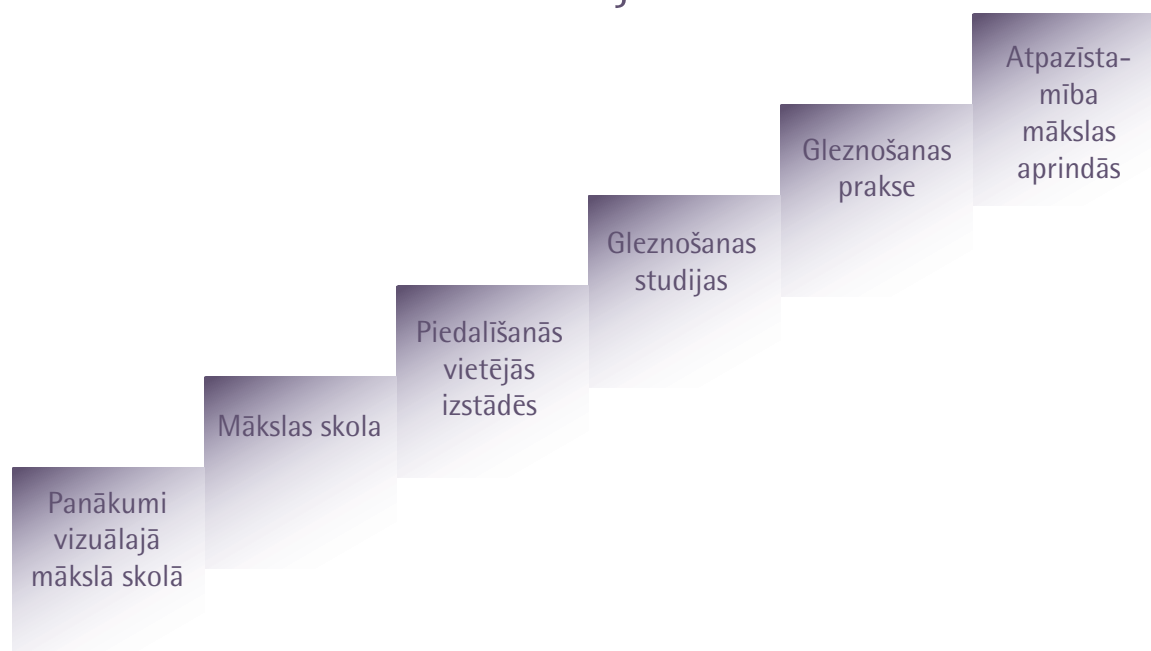 Panākumi
vizuālajā
mākslā skolā
Mākslas skola
Piedalīšanās
vietējās
izstādēs
Gleznošanas
studijas
Gleznošanas
prakse
Atpazīsta-
mība
mākslas
aprindās